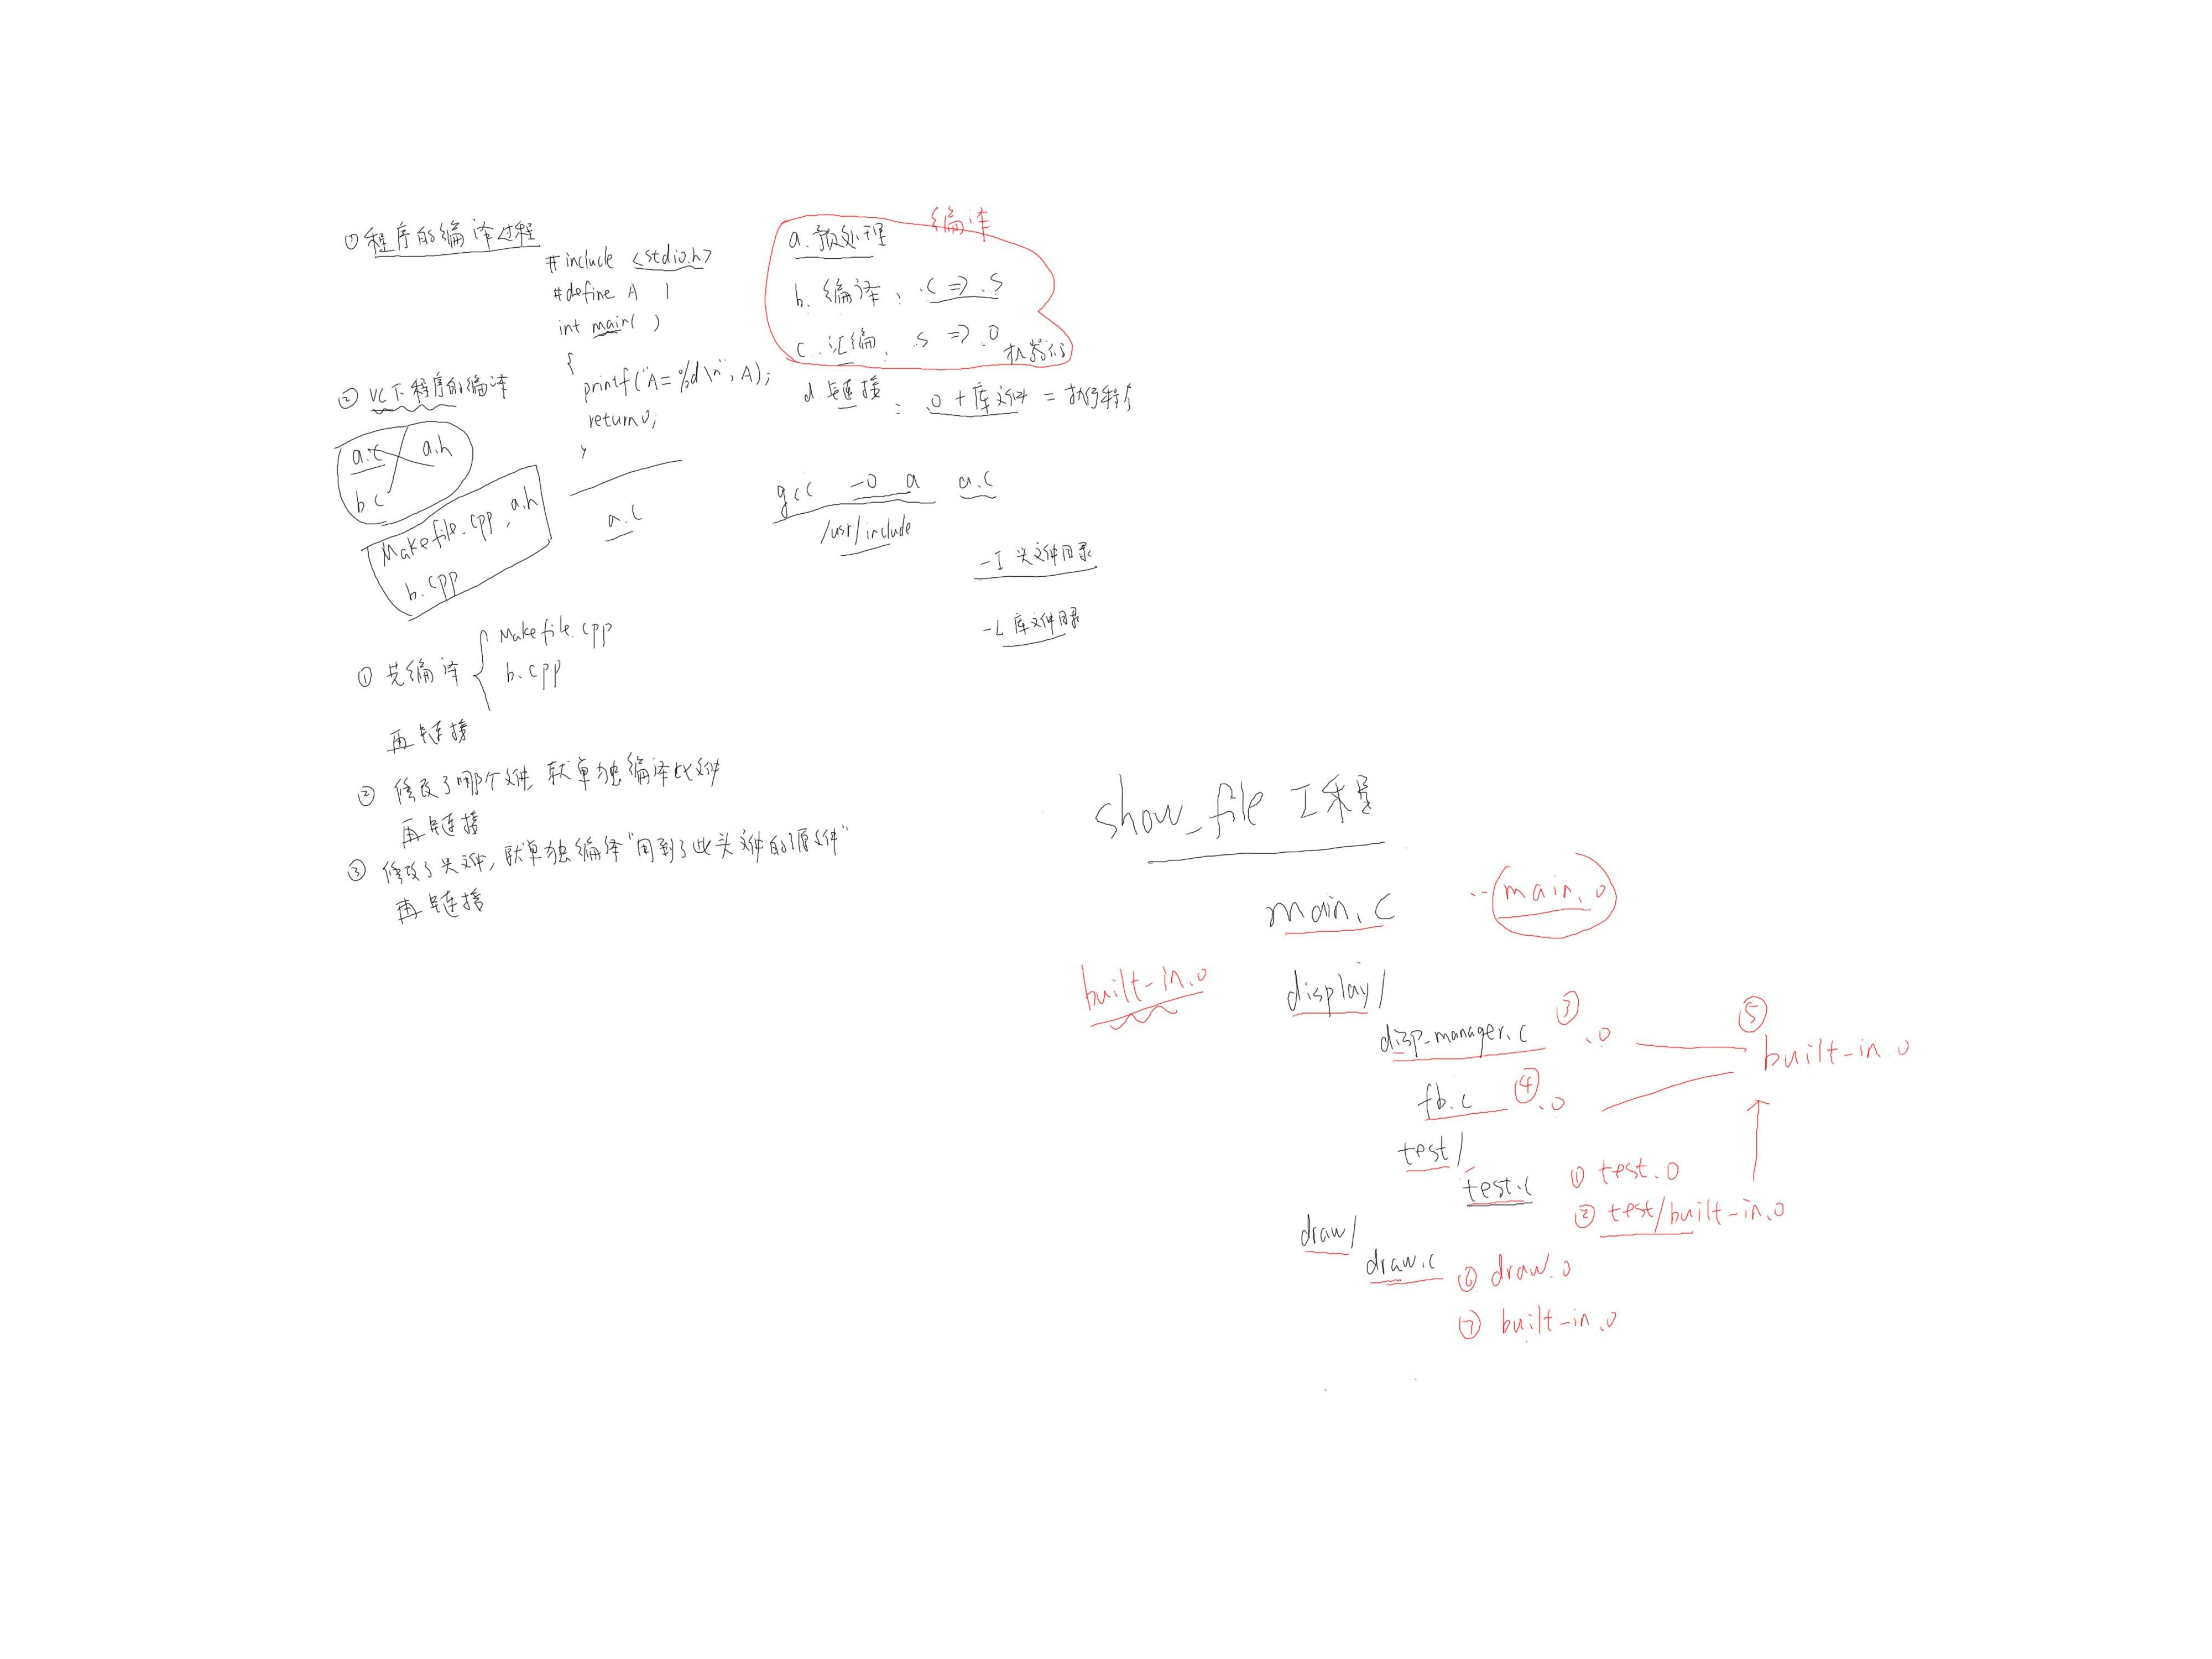 ① 程序的编译过程
#include <stdio.h>
#define A 1
int main( )
{
printf("A=%d\n", A);
return 0;
}
a.c
编译
a. 预处理
b. 编译: .c => .s
c. 汇编: .s => .o 机器码
d. 链接: .o + 库文件 = 执行程序
gcc -o a a.c
/usr/include
-I 头文件目录
-L 库文件目录
② VC下程序的编译
a.c a.h
b.c
Makefile.cpp, a.h
b.cpp
① 先编译 { Makefile.cpp
b.cpp
再链接
② 修改了哪个文件, 就单独编译此文件
再链接
③ 修改了头文件, 就单独编译"用到了此头文件的源文件"
再链接
show_file 工程
main.c main.o
built-in.o display/
disp_manager.c ③ .o ⑤ built-in.o
fb.c ④ .o
test/
test.c ① test.o
② test/built-in.o
draw/
draw.c ⑥ draw.o
⑦ built-in.o